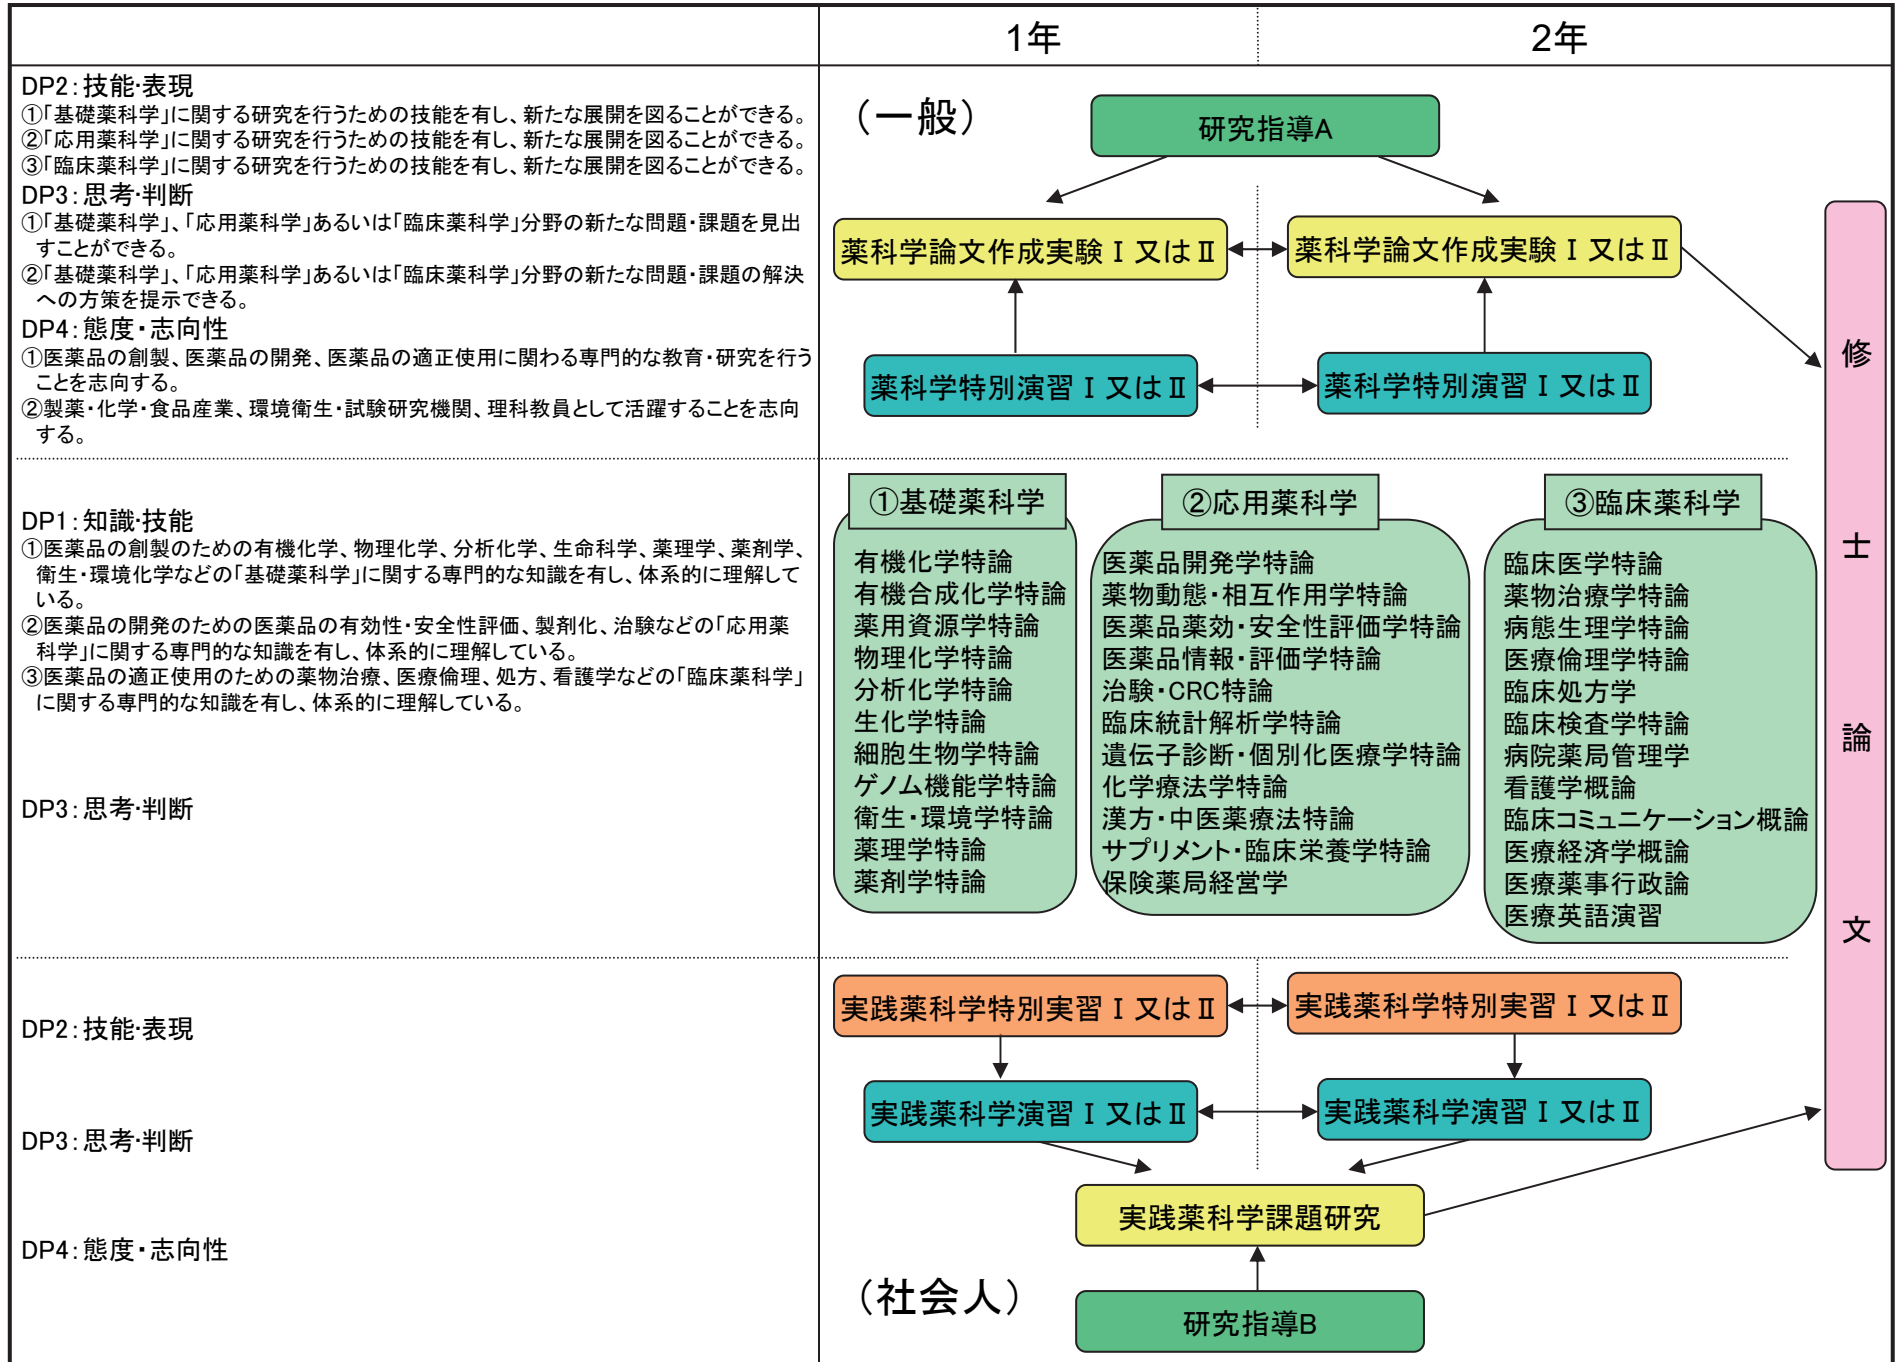 1年
2年
DP2：技能・表現
①「基礎薬科学」に関する研究を行うための技能を有し、新たな展開を図ることができる。
②「応用薬科学」に関する研究を行うための技能を有し、新たな展開を図ることができる。
③「臨床薬科学」に関する研究を行うための技能を有し、新たな展開を図ることができる。
DP3：思考・判断
①「基礎薬科学」、「応用薬科学」あるいは「臨床薬科学」分野の新たな問題・課題を見出
すことができる。
②「基礎薬科学」、「応用薬科学」あるいは「臨床薬科学」分野の新たな問題・課題の解決
への方策を提示できる。
DP4：態度・志向性
①医薬品の創製、医薬品の開発、医薬品の適正使用に関わる専門的な教育・研究を行う
ことを志向する。
②製薬・化学・食品産業、環境衛生・試験研究機関、理科教員として活躍することを志向
する。
（一般）
研究指導A
薬科学論文作成実験Ⅰ又はⅡ
薬科学論文作成実験Ⅰ又はⅡ
薬科学特別演習Ⅰ又はⅡ
薬科学特別演習Ⅰ又はⅡ
DP1：知識・技能
①医薬品の創製のための有機化学、物理化学、分析化学、生命科学、薬理学、薬剤学、
衛生・環境化学などの「基礎薬科学」に関する専門的な知識を有し、体系的に理解して
いる。
②医薬品の開発のための医薬品の有効性・安全性評価、製剤化、治験などの「応用薬
科学」に関する専門的な知識を有し、体系的に理解している。
③医薬品の適正使用のための薬物治療、医療倫理、処方、看護学などの「臨床薬科学」
に関する専門的な知識を有し、体系的に理解している。
DP3：思考・判断
①基礎薬科学
有機化学特論
有機合成化学特論
薬用資源学特論
物理化学特論
分析化学特論
生化学特論
細胞生物学特論
ゲノム機能学特論
衛生・環境学特論
薬理学特論
薬剤学特論
②応用薬科学
医薬品開発学特論
薬物動態・相互作用学特論
医薬品薬効・安全性評価学特論
医薬品情報・評価学特論
治験・CRC特論
臨床統計解析学特論
遺伝子診断・個別化医療学特論
化学療法学特論
漢方・中医薬療法特論
サプリメント・臨床栄養学特論
保険薬局経営学
③臨床薬科学
臨床医学特論
薬物治療学特論
病態生理学特論
医療倫理学特論
臨床処方学
臨床検査学特論
病院薬局管理学
看護学概論
臨床コミュニケーション概論
医療経済学概論
医療薬事行政論
医療英語演習
DP2：技能・表現
DP3：思考・判断
DP4：態度・志向性
実践薬科学特別実習Ⅰ又はⅡ
実践薬科学特別実習Ⅰ又はⅡ
実践薬科学演習Ⅰ又はⅡ
実践薬科学演習Ⅰ又はⅡ
実践薬科学課題研究
（社会人）
研究指導B
修士論文